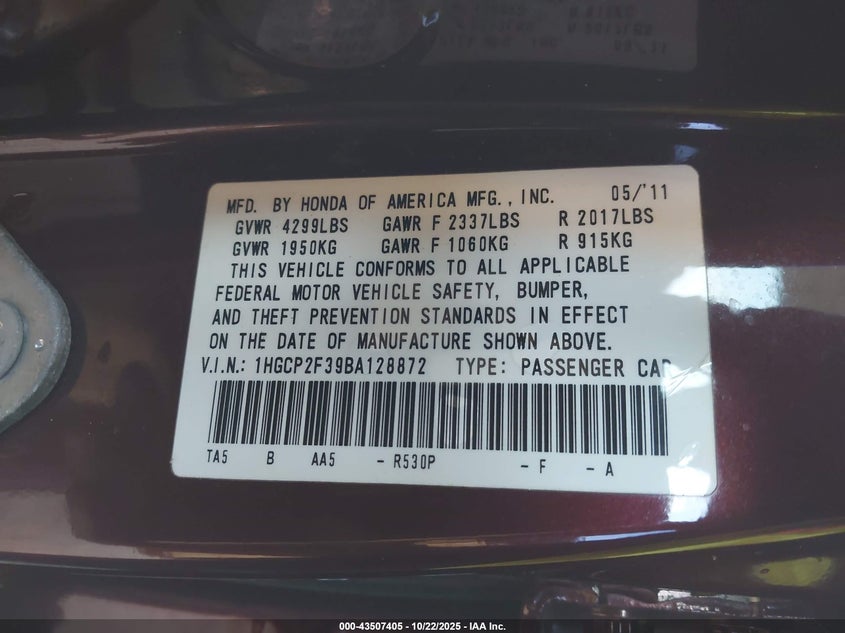 MFD. BY HONDA OF AMERICA MFG., INC. 05/'11
GVWR 4299LBS GAWR F 2337LBS R 2017LBS
GVWR 1950KG GAWR F 1060KG R 915KG
THIS VEHICLE CONFORMS TO ALL APPLICABLE
FEDERAL MOTOR VEHICLE SAFETY, BUMPER,
AND THEFT PREVENTION STANDARDS IN EFFECT
ON THE DATE OF MANUFACTURE SHOWN ABOVE.
V.I.N.: 1HGCP2F39BA128872 TYPE: PASSENGER CAR
TA5 B AA5 - R530P - F - A
000-43507405 - 10/22/2025 - IAA Inc.